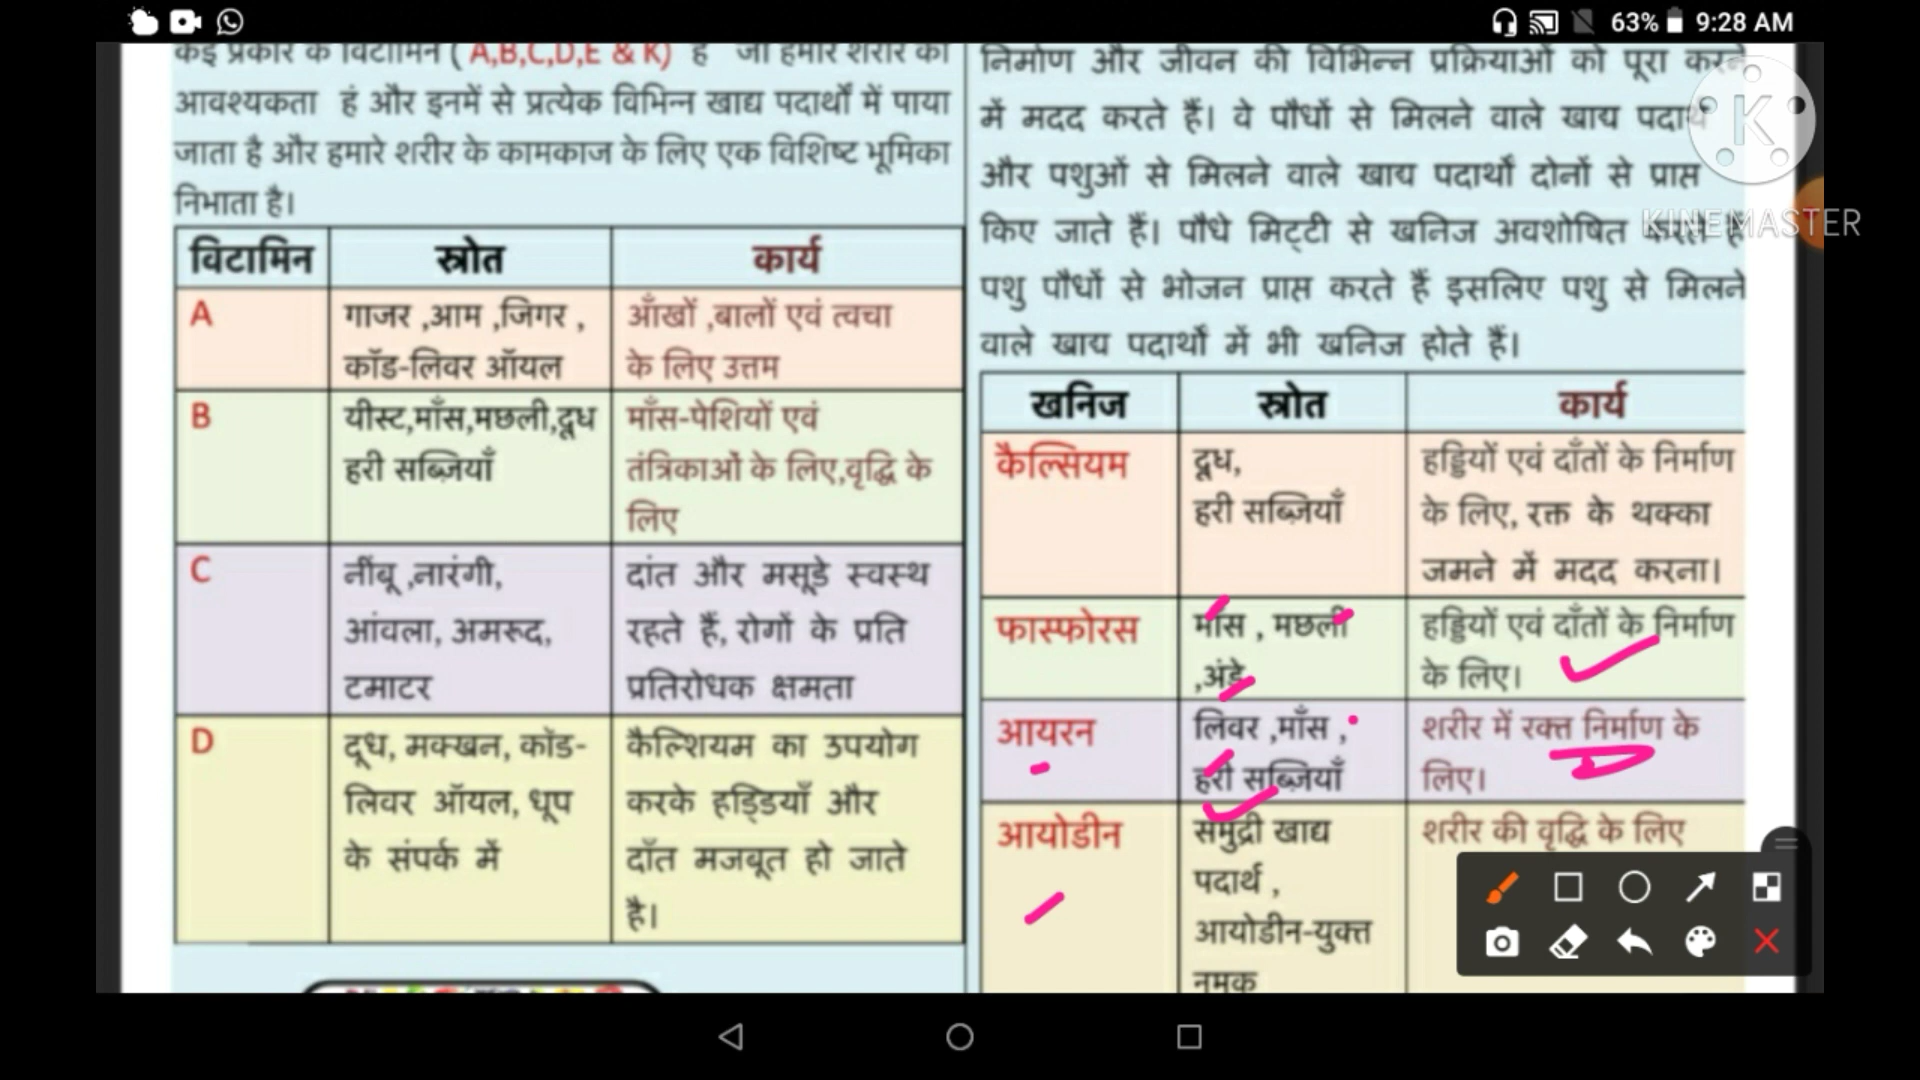 63% 9:28 AM
कई प्रकार के विटामिन ( A,B,C,D,E & K) है जो हमारे शरीर की
आवश्यकता हं और इनमें से प्रत्येक विभिन्न खाद्य पदार्थों में पाया
जाता है और हमारे शरीर के कामकाज के लिए एक विशिष्ट भूमिका
निभाता है।
विटामिन स्रोत कार्य
A गाजर ,आम ,जिगर , आँखों ,बालों एवं त्वचा
कॉड-लिवर ऑयल के लिए उत्तम
B यीस्ट,माँस,मछली,दूध माँस-पेशियों एवं
हरी सब्ज़ियाँ तंत्रिकाओं के लिए,वृद्धि के
लिए
C नींबू ,नारंगी, दांत और मसूडे स्वस्थ
आंवला, अमरूद, रहते हैं, रोगों के प्रति
टमाटर प्रतिरोधक क्षमता
D दूध, मक्खन, कॉड- कैल्शियम का उपयोग
लिवर ऑयल, धूप करके हड्डियाँ और
के संपर्क में दाँत मजबूत हो जाते
है।
निर्माण और जीवन की विभिन्न प्रक्रियाओं को पूरा करने
में मदद करते हैं। वे पौधों से मिलने वाले खाद्य पदार्थ
और पशुओं से मिलने वाले खाद्य पदार्थों दोनों से प्राप्त
किए जाते हैं। पौधे मिट्टी से खनिज अवशोषित करते हैं
पशु पौधों से भोजन प्राप्त करते हैं इसलिए पशु से मिलने
वाले खाद्य पदार्थों में भी खनिज होते हैं।
खनिज स्रोत कार्य
कैल्सियम दूध, हड्डियों एवं दाँतों के निर्माण
हरी सब्ज़ियाँ के लिए, रक्त के थक्का
जमने में मदद करना।
फास्फोरस माँस , मछली हड्डियों एवं दाँतों के निर्माण
,अंडे के लिए।
आयरन लिवर ,माँस , शरीर में रक्त निर्माण के
हरी सब्ज़ियाँ लिए।
आयोडीन समुद्री खाद्य शरीर की वृद्धि के लिए
पदार्थ ,
आयोडीन-युक्त
नमक
K
KINEMASTER